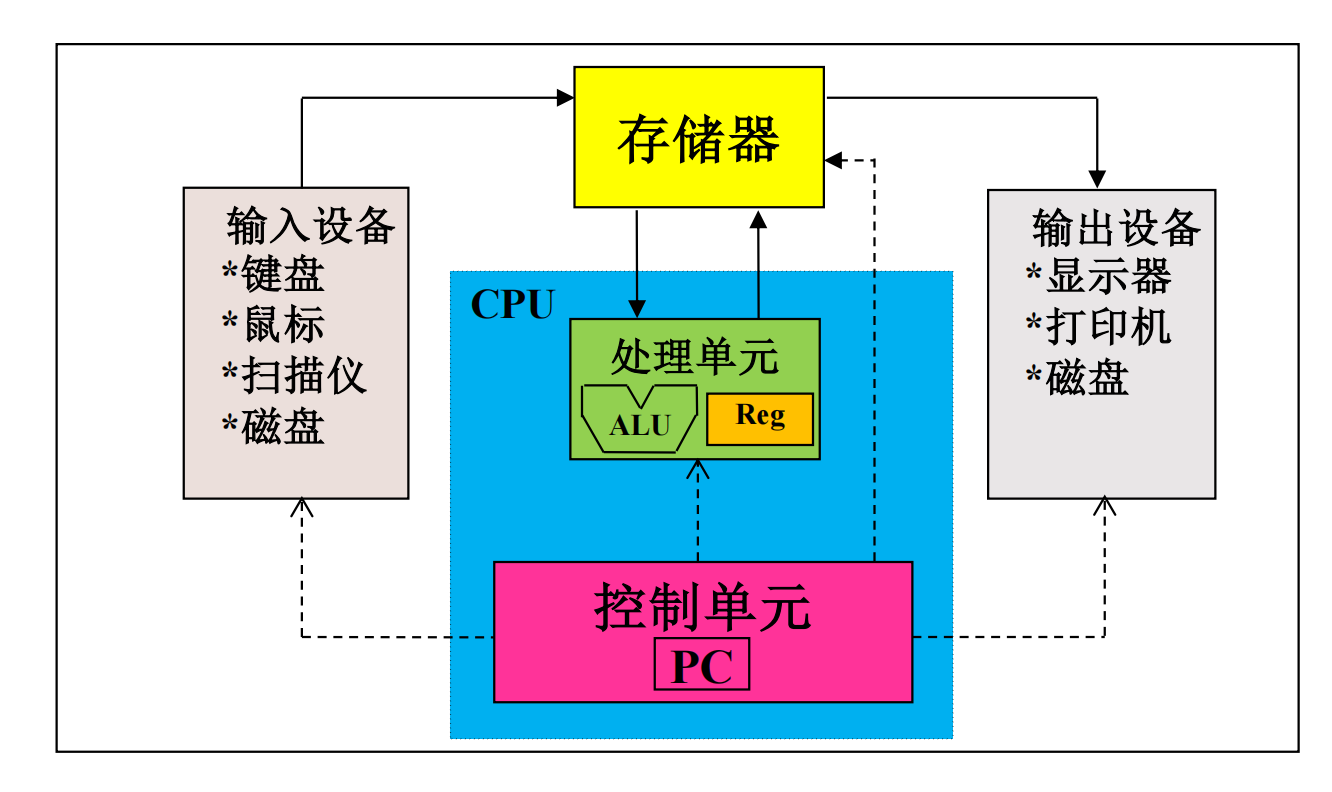 存储器
输入设备
*键盘
*鼠标
*扫描仪
*磁盘
CPU
处理单元
ALU
Reg
控制单元
PC
输出设备
*显示器
*打印机
*磁盘